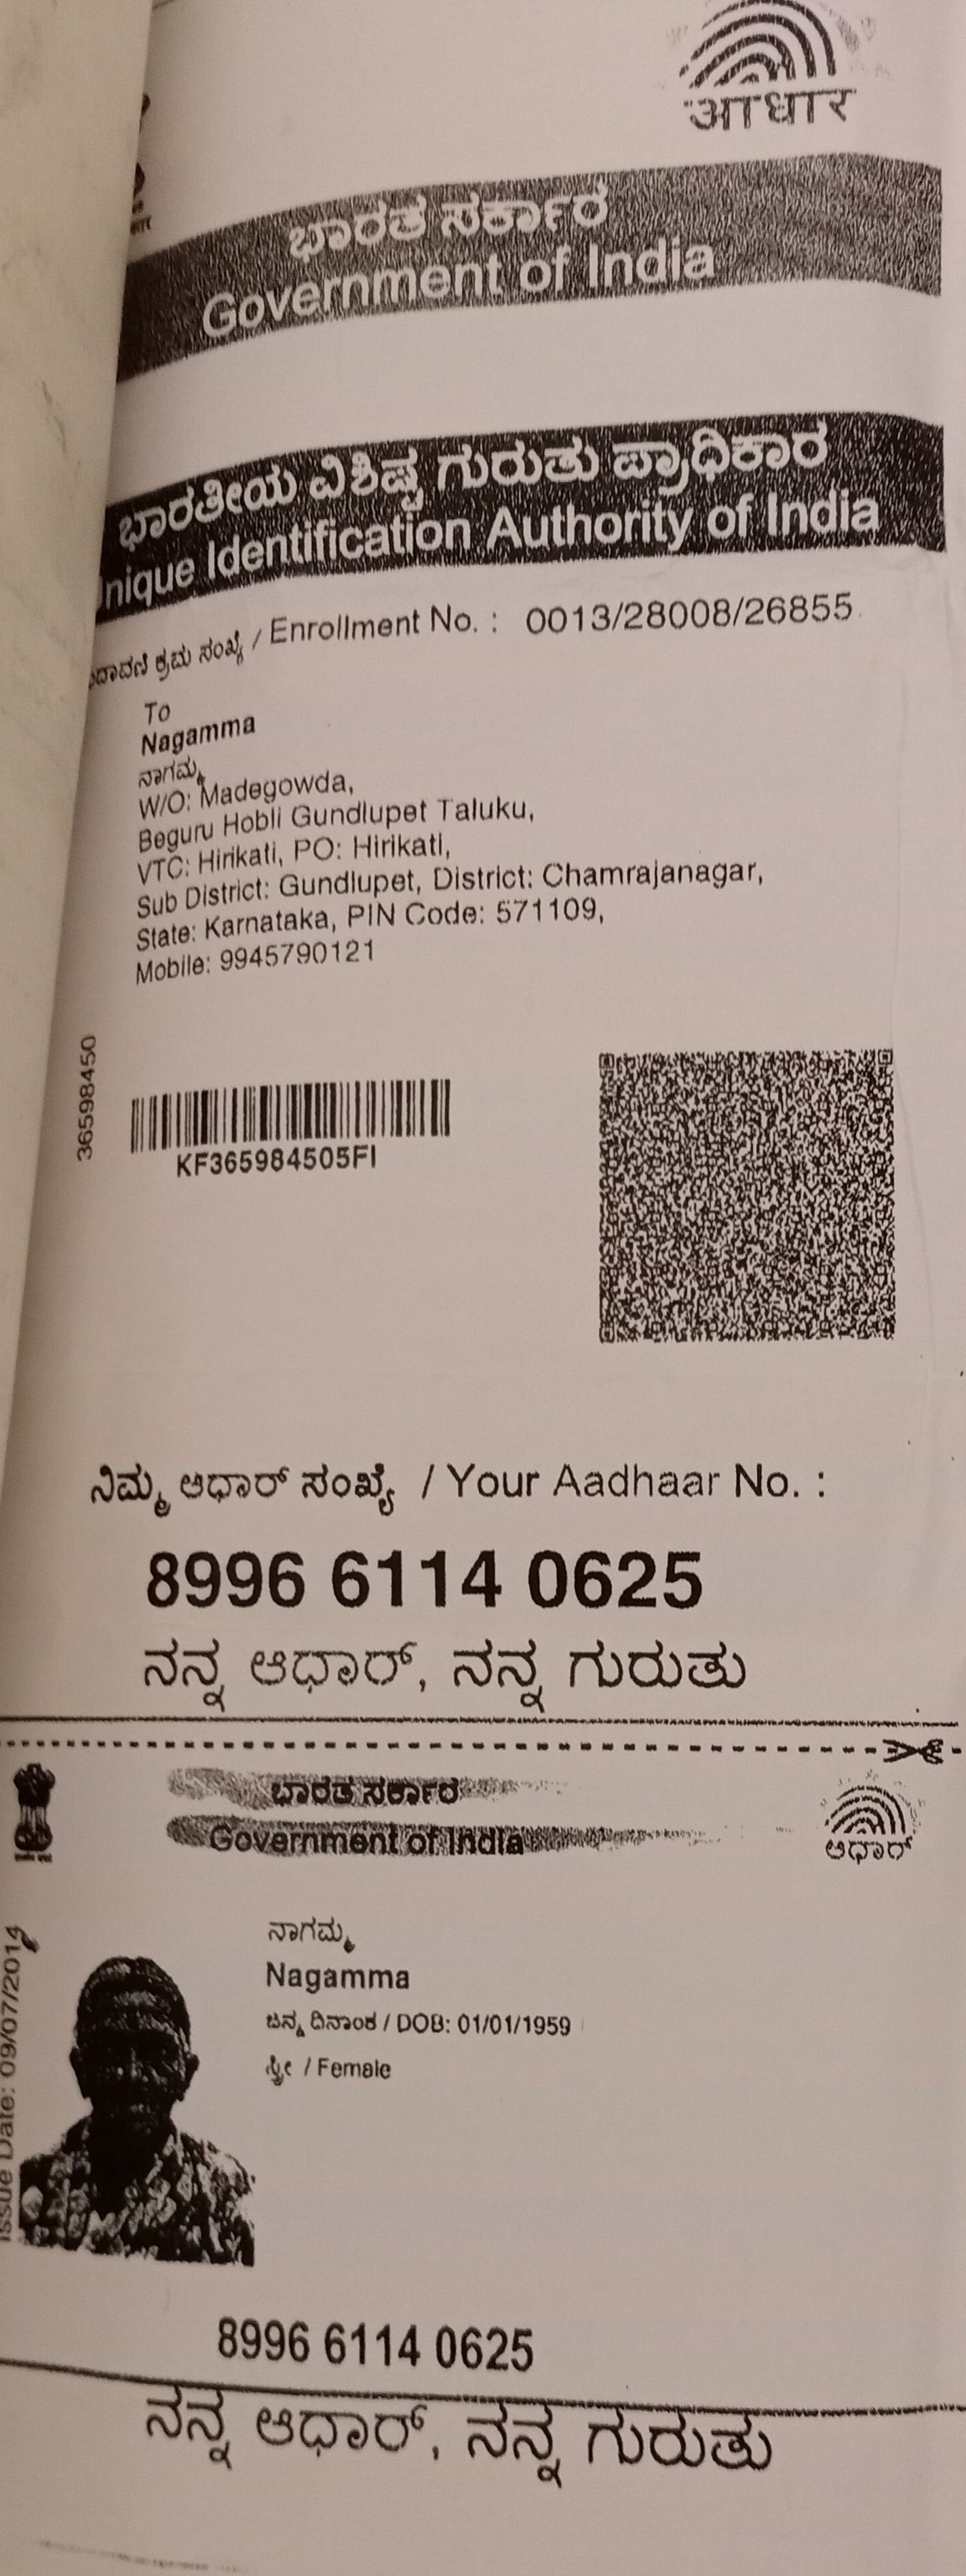 आधार
ಭಾರತ ಸರ್ಕಾರ
Government of India
ಭಾರತೀಯ ವಿಶಿಷ್ಟ ಗುರುತು ಪ್ರಾಧಿಕಾರ
nique Identification Authority of India
ಕ್ರಮ ಸಂಖ್ಯೆ / Enrollment No. : 0013/28008/26855
To
Nagamma
ನಾಗಮ್ಮ
W/O: Madegowda,
Beguru Hobli Gundlupet Taluku,
VTC: Hirikati, PO: Hirikati,
Sub District: Gundlupet, District: Chamrajanagar,
State: Karnataka, PIN Code: 571109,
Mobile: 9945790121
36598450
KF365984505FI
ನಿಮ್ಮ ಆಧಾರ್ ಸಂಖ್ಯೆ / Your Aadhaar No. :
8996 6114 0625
ನನ್ನ ಆಧಾರ್, ನನ್ನ ಗುರುತು
ಭಾರತ ಸರ್ಕಾರ
Government of India
ಆಧಾರ್
Issue Date: 09/07/2014
ನಾಗಮ್ಮ
Nagamma
ಜನ್ಮ ದಿನಾಂಕ / DOB: 01/01/1959
ಸ್ತ್ರೀ / Female
8996 6114 0625
ನನ್ನ ಆಧಾರ್, ನನ್ನ ಗುರುತು